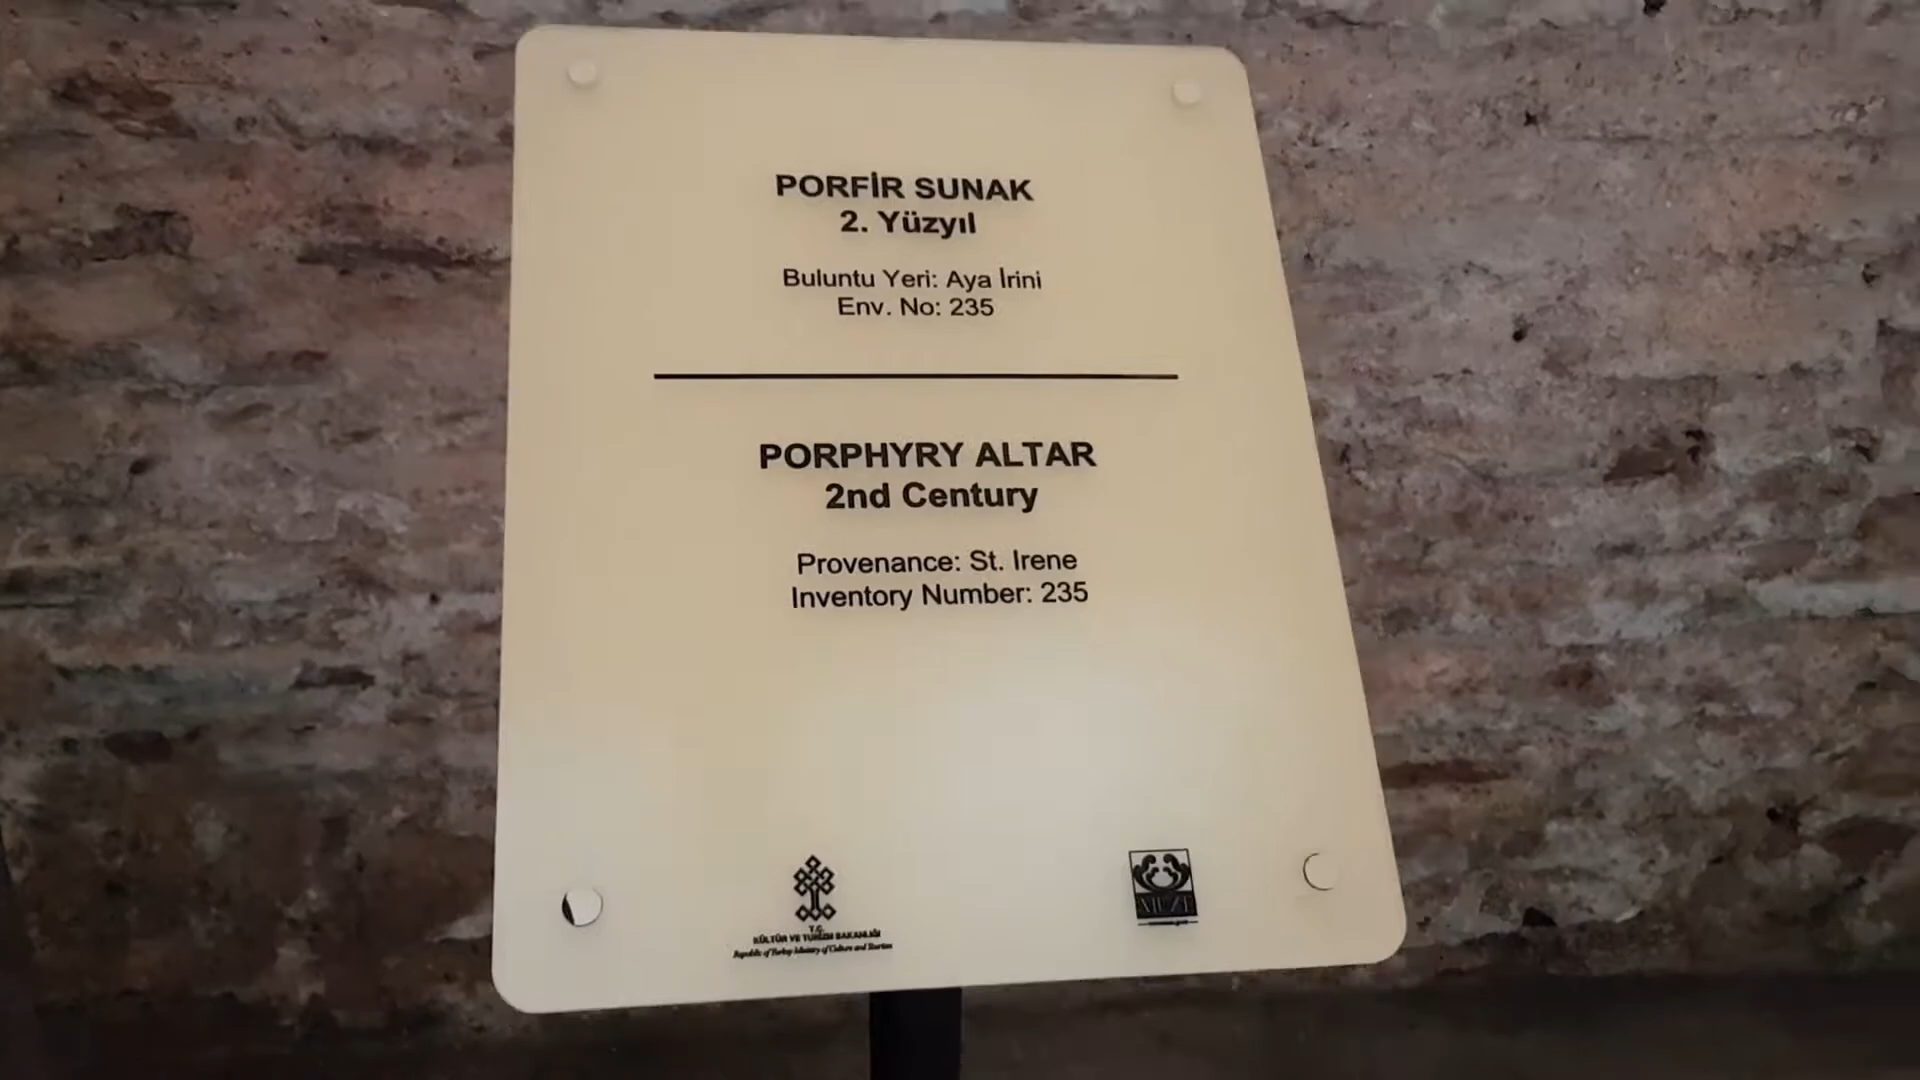 PORFİR SUNAK
2. Yüzyıl
Buluntu Yeri: Aya İrini
Env. No: 235
PORPHYRY ALTAR
2nd Century
Provenance: St. Irene
Inventory Number: 235
T.C.
KÜLTÜR VE TURİZM BAKANLIĞI
Republic of Turkey Ministry of Culture and Tourism
MÜZE